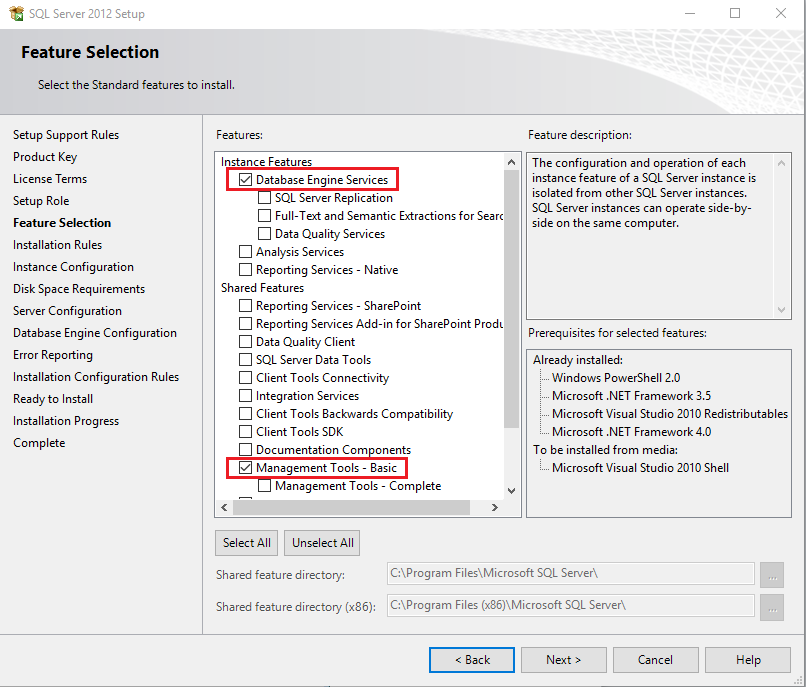 SQL Server 2012 Setup
Feature Selection
Select the Standard features to install.
Setup Support Rules
Product Key
License Terms
Setup Role
Feature Selection
Installation Rules
Instance Configuration
Disk Space Requirements
Server Configuration
Database Engine Configuration
Error Reporting
Installation Configuration Rules
Ready to Install
Installation Progress
Complete
Features:
Instance Features
Database Engine Services
SQL Server Replication
Full-Text and Semantic Extractions for Searc
Data Quality Services
Analysis Services
Reporting Services - Native
Shared Features
Reporting Services - SharePoint
Reporting Services Add-in for SharePoint Produ
Data Quality Client
SQL Server Data Tools
Client Tools Connectivity
Integration Services
Client Tools Backwards Compatibility
Client Tools SDK
Documentation Components
Management Tools - Basic
Management Tools - Complete
Feature description:
The configuration and operation of each
instance feature of a SQL Server instance is
isolated from other SQL Server instances.
SQL Server instances can operate side-by-
side on the same computer.
Prerequisites for selected features:
Already installed:
Windows PowerShell 2.0
Microsoft .NET Framework 3.5
Microsoft Visual Studio 2010 Redistributables
Microsoft .NET Framework 4.0
To be installed from media:
Microsoft Visual Studio 2010 Shell
Select All
Unselect All
Shared feature directory:
C:\Program Files\Microsoft SQL Server\
...
Shared feature directory (x86):
C:\Program Files (x86)\Microsoft SQL Server\
...
< Back
Next >
Cancel
Help